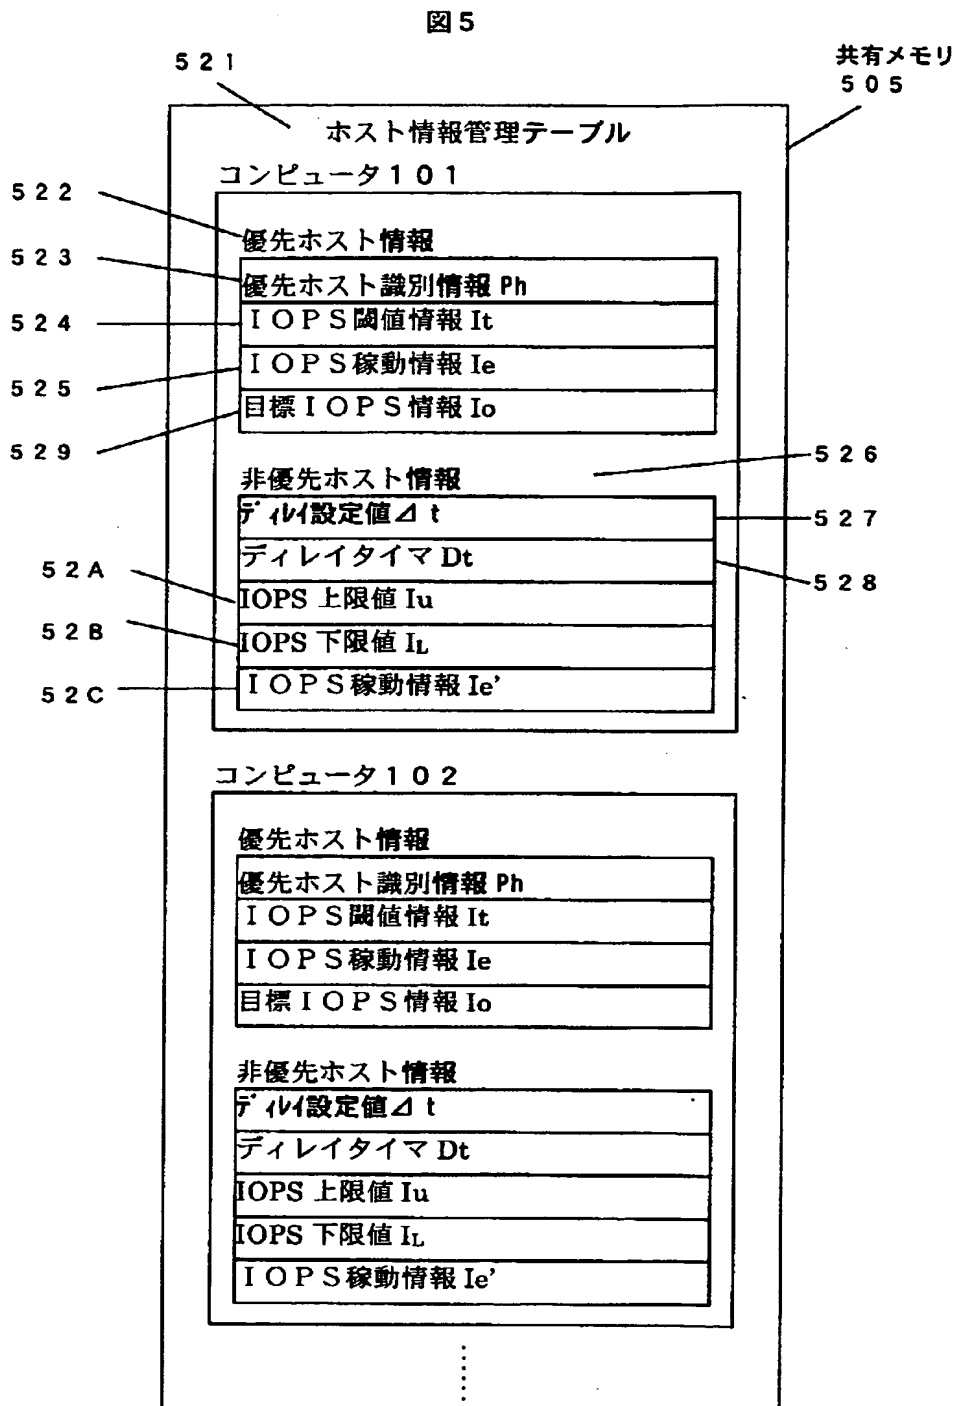 図5
521
共有メモリ
505
ホスト情報管理テーブル
コンピュータ101
522
優先ホスト情報
523
優先ホスト識別情報 Ph
524
IOPS閾値情報 It
525
IOPS稼動情報 Ie
529
目標IOPS情報 Io
非優先ホスト情報
526
ディレイ設定値⊿t
527
ディレイタイマ Dt
528
52A
IOPS 上限値 Iu
52B
IOPS 下限値 IL
52C
IOPS稼動情報 Ie'
コンピュータ102
優先ホスト情報
優先ホスト識別情報 Ph
IOPS閾値情報 It
IOPS稼動情報 Ie
目標IOPS情報 Io
非優先ホスト情報
ディレイ設定値⊿t
ディレイタイマ Dt
IOPS 上限値 Iu
IOPS 下限値 IL
IOPS稼動情報 Ie'